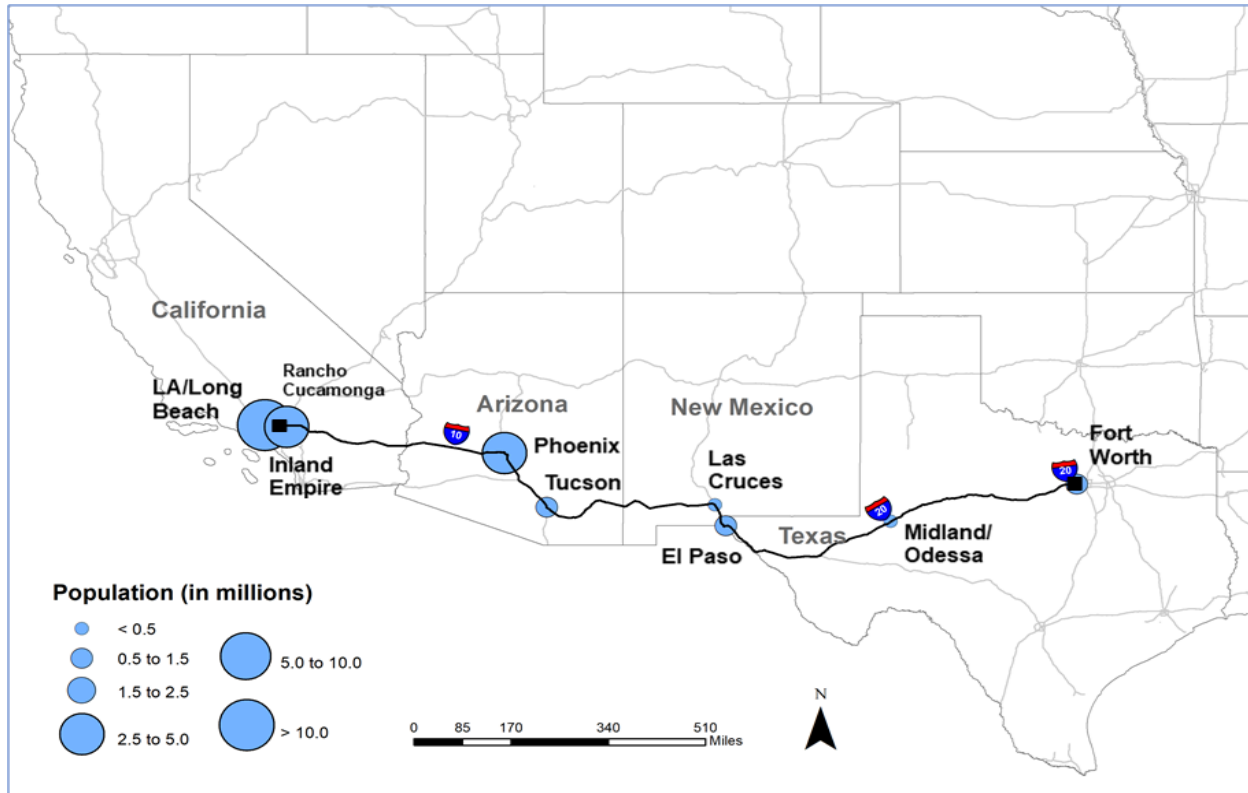 California
LA/Long
Beach
Rancho
Cucamonga
Inland
Empire
10
Arizona
Phoenix
Tucson
New Mexico
Las
Cruces
El Paso
Texas
20
Midland/
Odessa
20
Fort
Worth
Population (in millions)
< 0.5
0.5 to 1.5
1.5 to 2.5
2.5 to 5.0
5.0 to 10.0
> 10.0
0 85 170 340 510
Miles
N